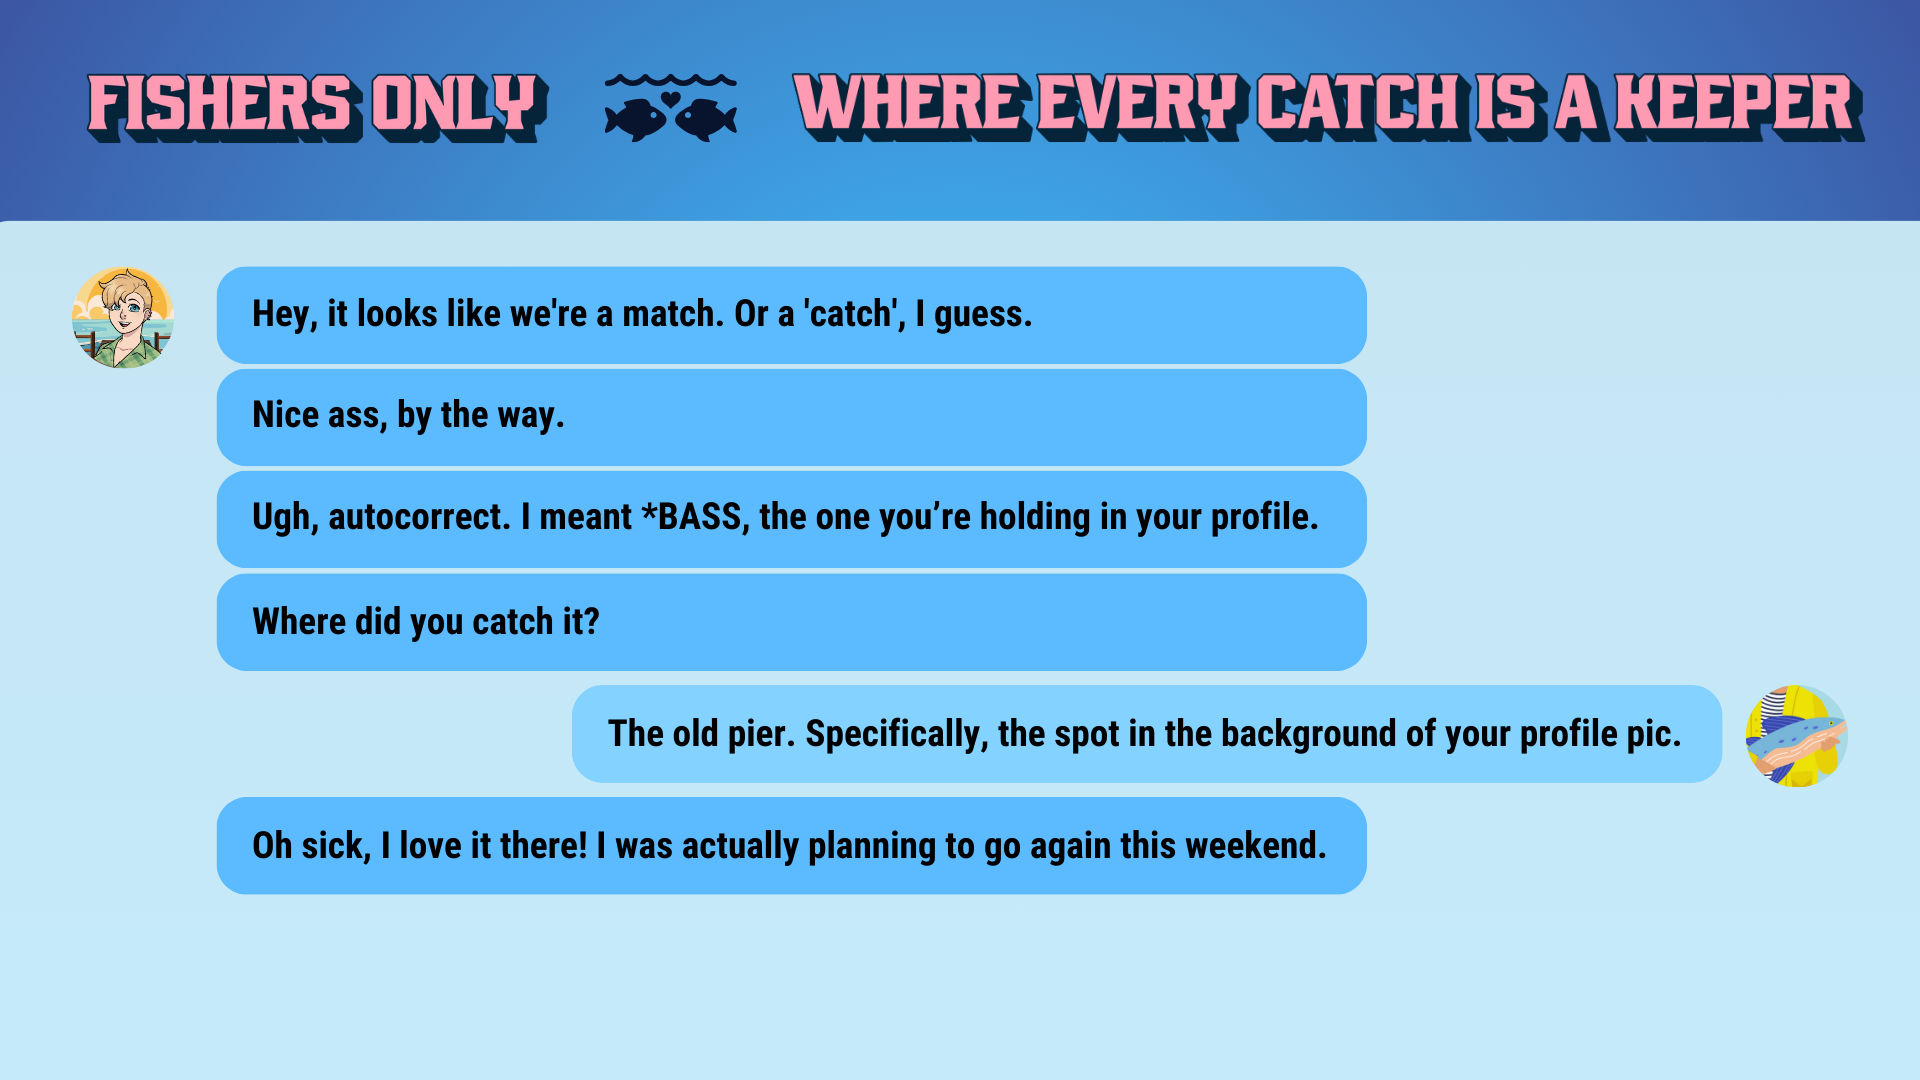 FISHERS ONLY WHERE EVERY CATCH IS A KEEPER
Hey, it looks like we're a match. Or a 'catch', I guess.
Nice ass, by the way.
Ugh, autocorrect. I meant *BASS, the one you’re holding in your profile.
Where did you catch it?
The old pier. Specifically, the spot in the background of your profile pic.
Oh sick, I love it there! I was actually planning to go again this weekend.